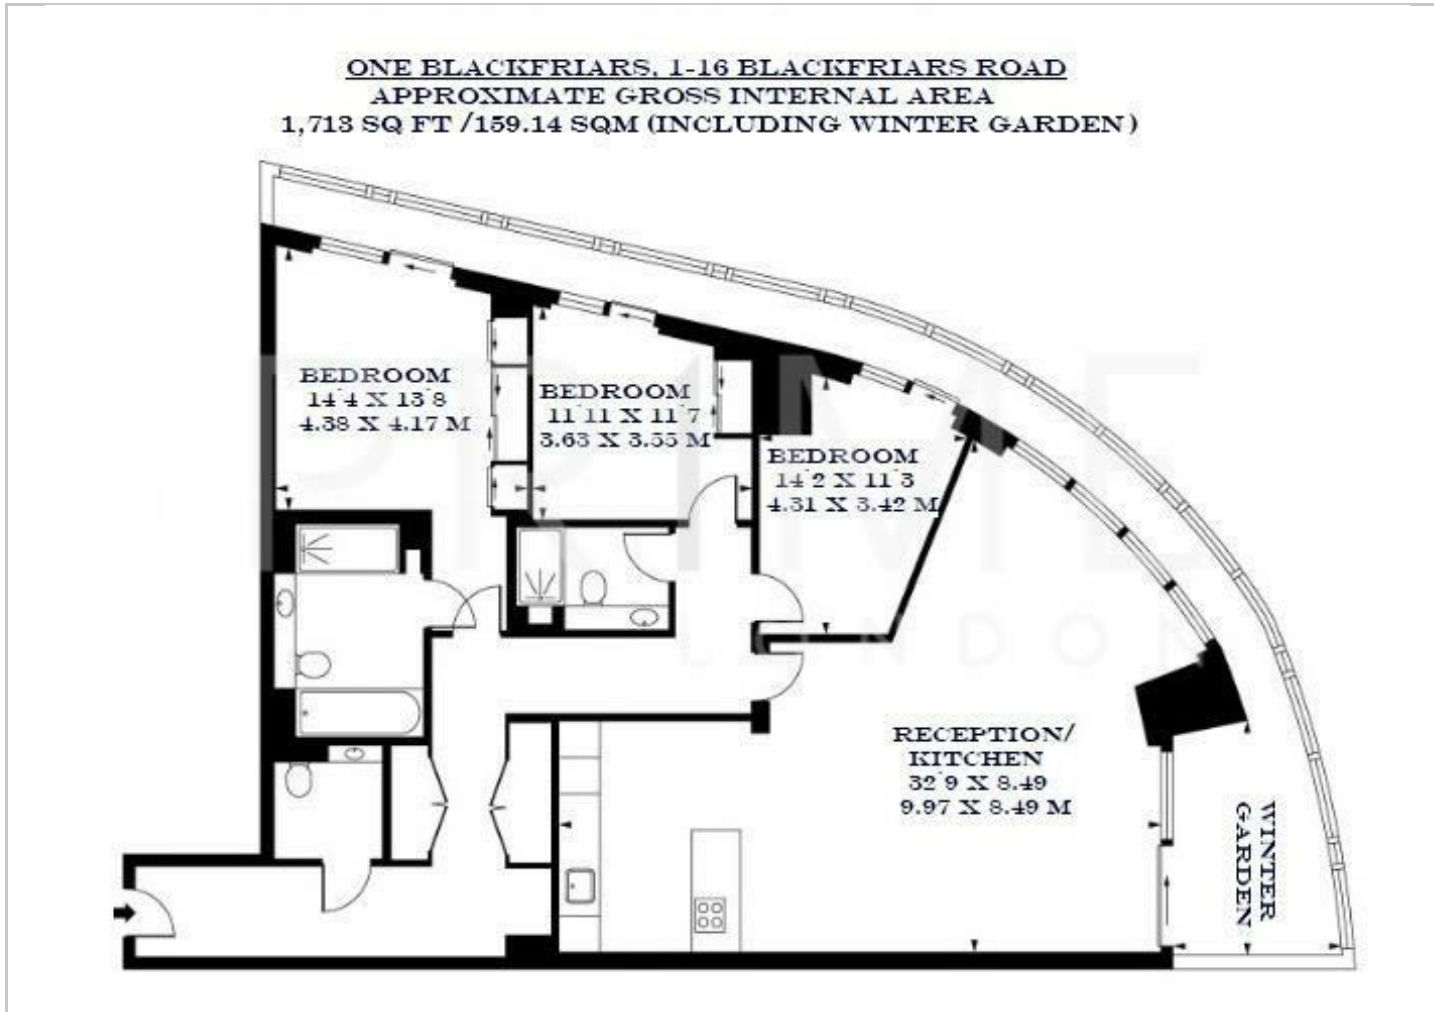 ONE BLACKFRIARS, 1-16 BLACKFRIARS ROAD
APPROXIMATE GROSS INTERNAL AREA
1,713 SQ FT /159.14 SQM (INCLUDING WINTER GARDEN)
BEDROOM
14'4 X 13'8
4.38 X 4.17 M
BEDROOM
11'11 X 11'7
3.63 X 3.55 M
BEDROOM
14'2 X 11'3
4.31 X 3.42 M
RECEPTION/
KITCHEN
32'9 X 8.49
9.97 X 8.49 M
WINTER
GARDEN
PRIME
LONDON